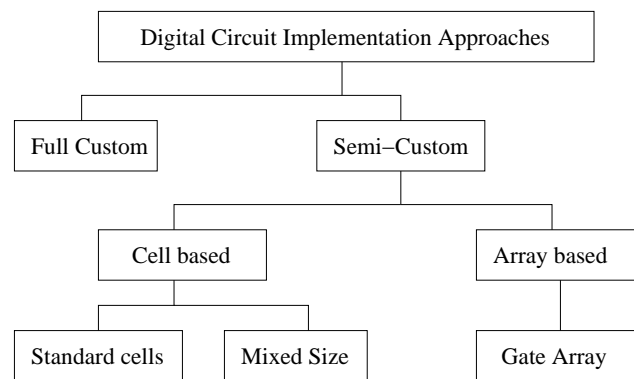 Digital Circuit Implementation Approaches
Full Custom
Semi−Custom
Cell based
Array based
Standard cells
Mixed Size
Gate Array